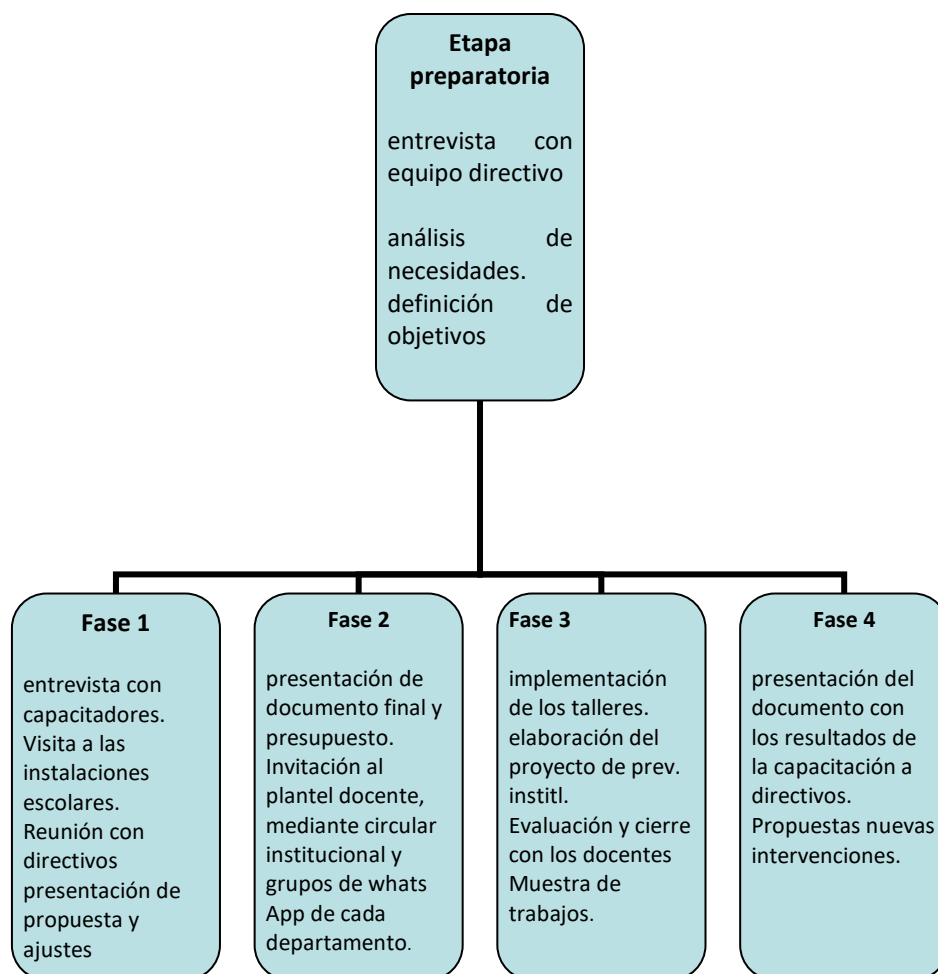 Etapa
preparatoria
entrevista con
equipo directivo
análisis de
necesidades.
definición de
objetivos
Fase 1
entrevista con
capacitadores.
Visita a las
instalaciones
escolares.
Reunión con
directivos
presentación de
propuesta y
ajustes
Fase 2
presentación de
documento final y
presupuesto.
Invitación al
plantel docente,
mediante circular
institucional y
grupos de whats
App de cada
departamento.
Fase 3
implementación
de los talleres.
elaboración del
proyecto de prev.
institl.
Evaluación y cierre
con los docentes
Muestra de
trabajos.
Fase 4
presentación del
documento con
los resultados de
la capacitación a
directivos.
Propuestas nuevas
intervenciones.